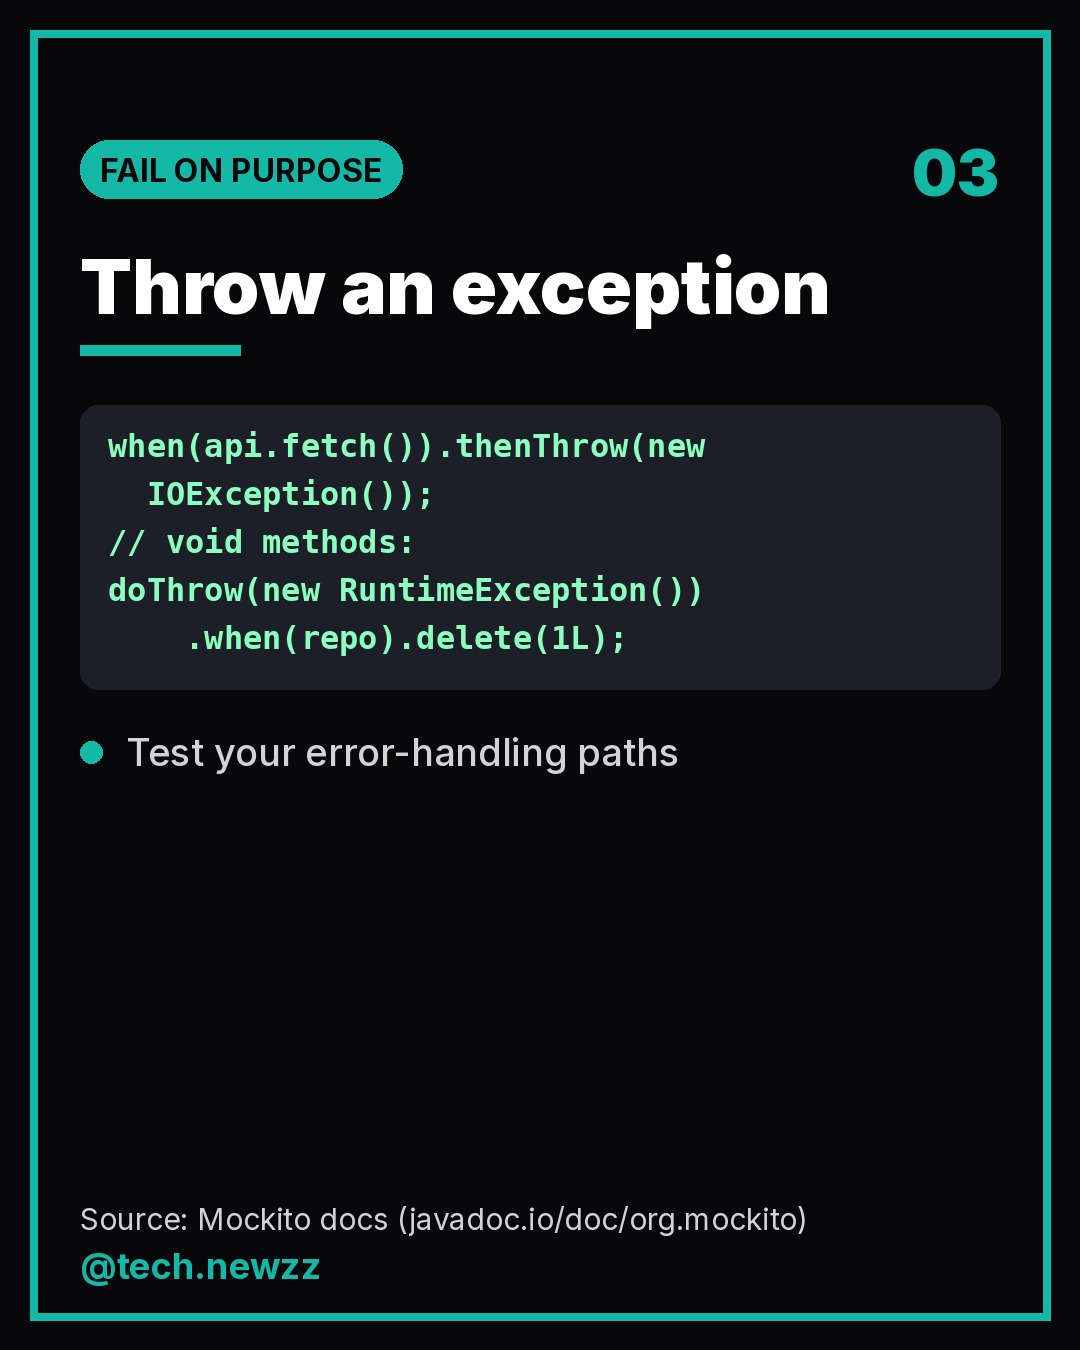 FAIL ON PURPOSE
03
Throw an exception
when(api.fetch()).thenThrow(new
  IOException());
// void methods:
doThrow(new RuntimeException())
    .when(repo).delete(1L);
Test your error-handling paths
Source: Mockito docs (javadoc.io/doc/org.mockito)
@tech.newzz